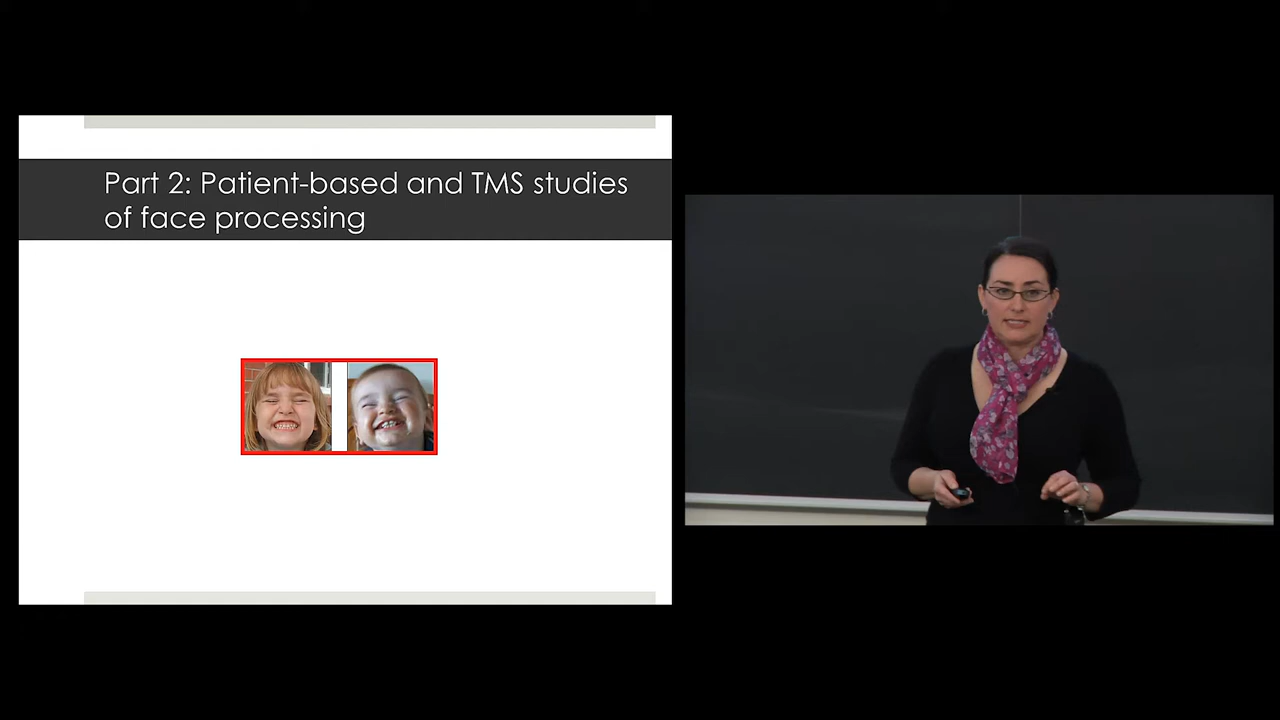 Part 2: Patient-based and TMS studies
of face processing